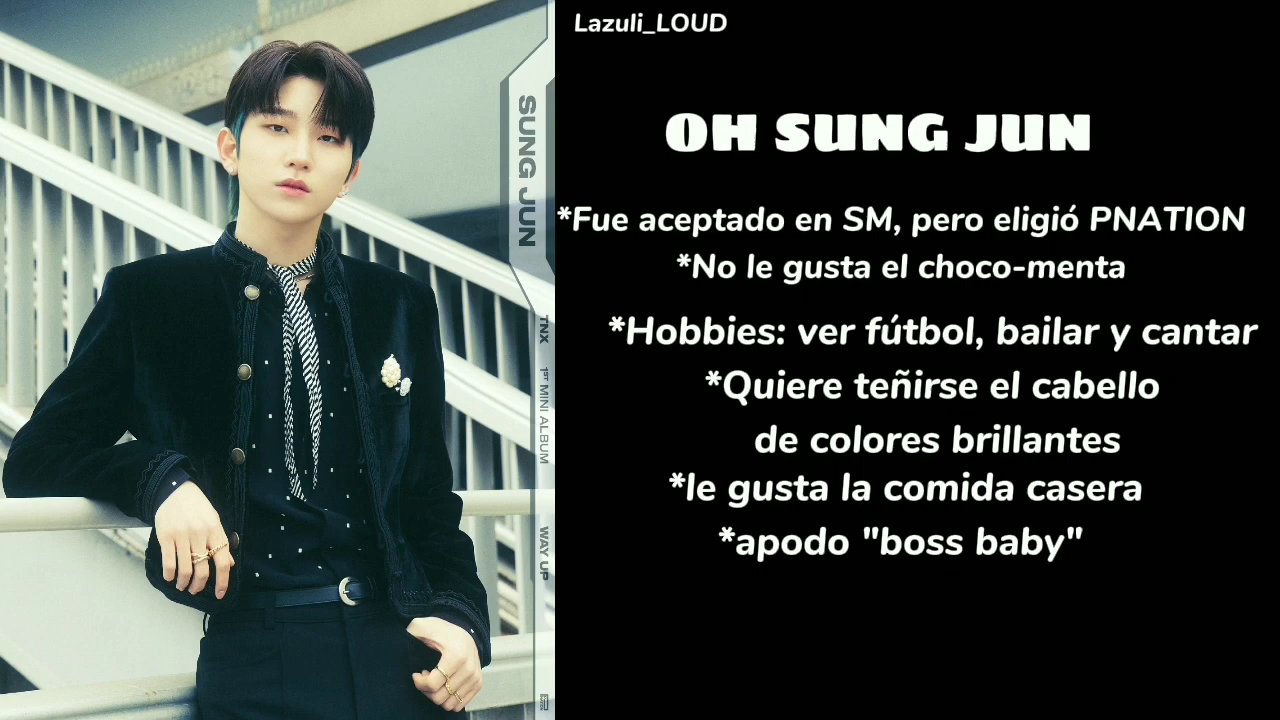 Lazuli_LOUD
OH SUNG JUN
*Fue aceptado en SM, pero eligió PNATION
*No le gusta el choco-menta
*Hobbies: ver fútbol, bailar y cantar
*Quiere teñirse el cabello
de colores brillantes
*le gusta la comida casera
*apodo "boss baby"
SUNG JUN
TNX
1ST MINI ALBUM
WAY UP